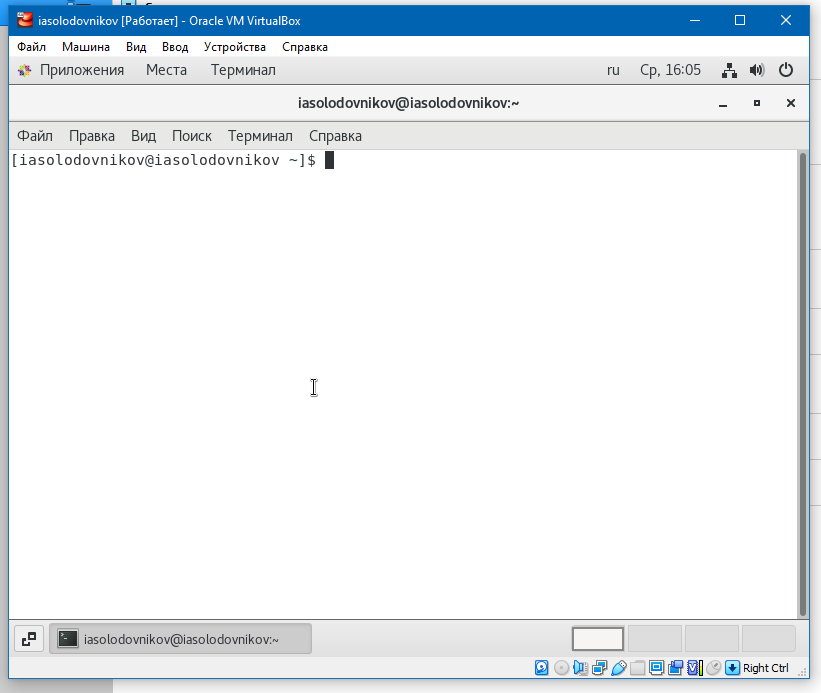 iasolodovnikov [Работает] - Oracle VM VirtualBox
Файл Машина Вид Ввод Устройства Справка
Приложения Места Терминал ru Ср, 16:05
iasolodovnikov@iasolodovnikov:~
Файл Правка Вид Поиск Терминал Справка
[iasolodovnikov@iasolodovnikov ~]$
iasolodovnikov@iasolodovnikov:~
Right Ctrl